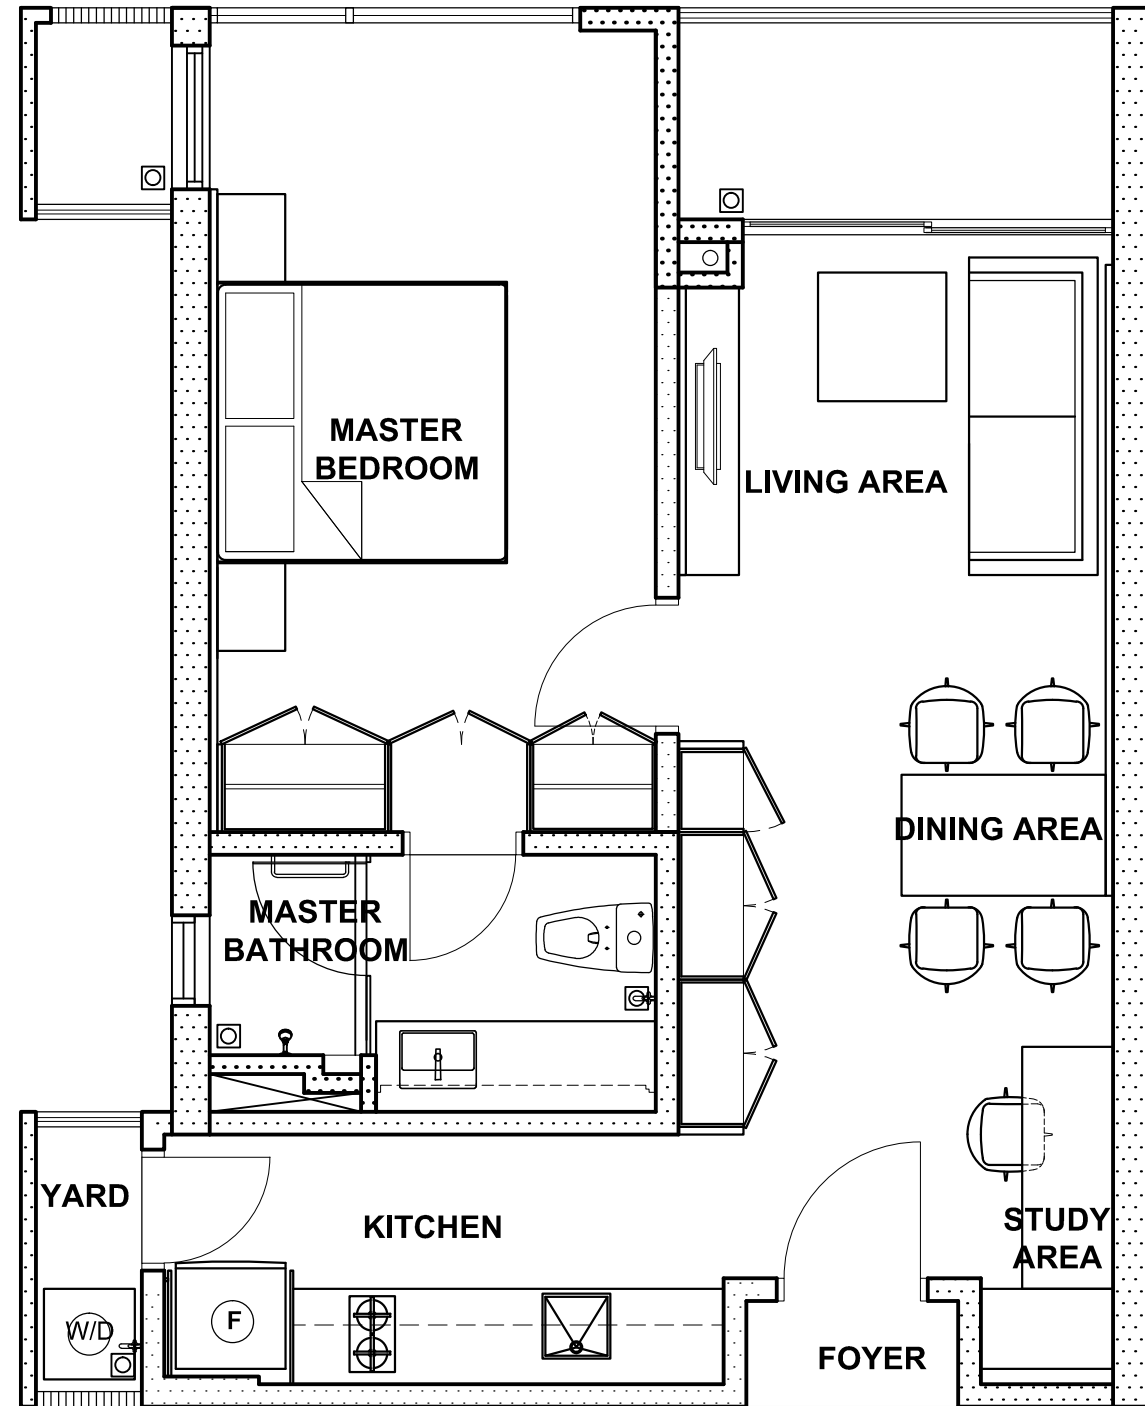 MASTER
BEDROOM
LIVING AREA
DINING AREA
MASTER
BATHROOM
YARD
KITCHEN
STUDY
AREA
W/D
F
FOYER